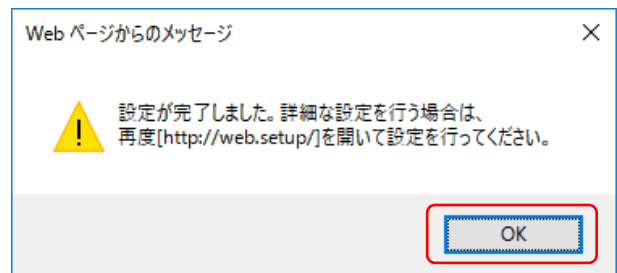 Web ページからのメッセージ
設定が完了しました。詳細な設定を行う場合は、
再度[http://web.setup/]を開いて設定を行ってください。
OK